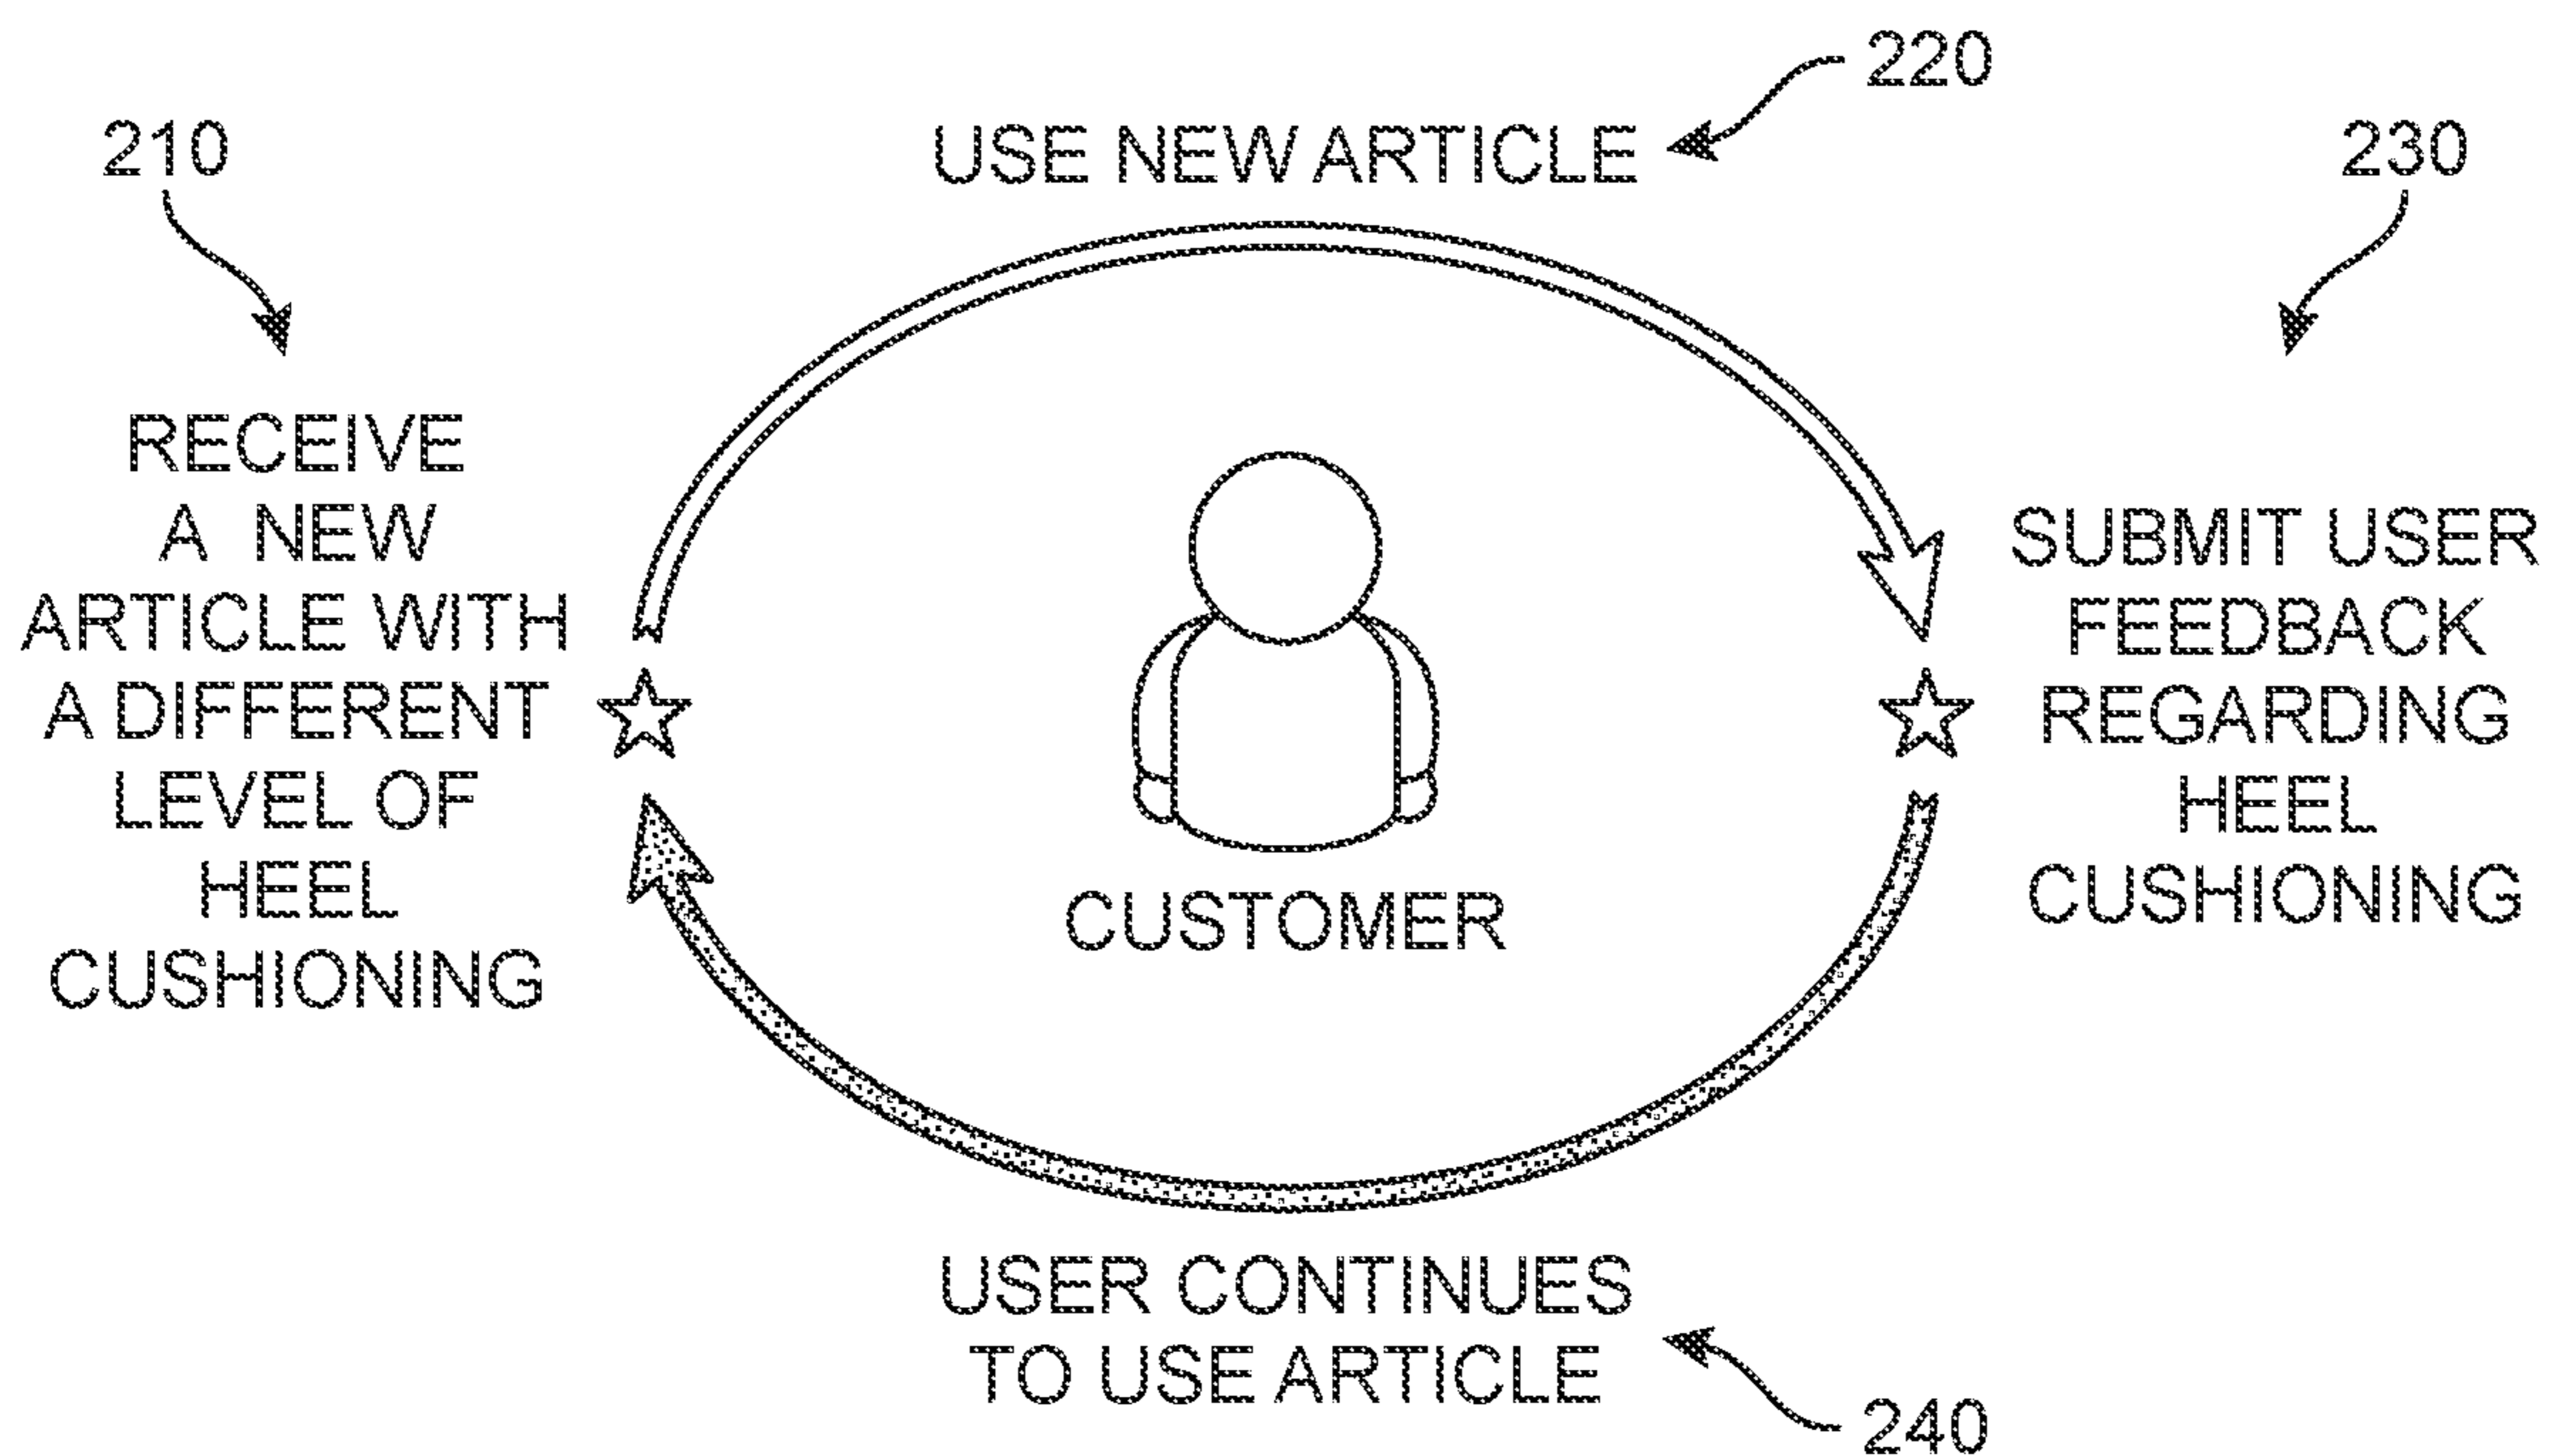 220
USE NEW ARTICLE
210
230
RECEIVE
A NEW
ARTICLE WITH
A DIFFERENT
LEVEL OF
HEEL
CUSHIONING
SUBMIT USER
FEEDBACK
REGARDING
HEEL
CUSHIONING
CUSTOMER
USER CONTINUES
TO USE ARTICLE
240